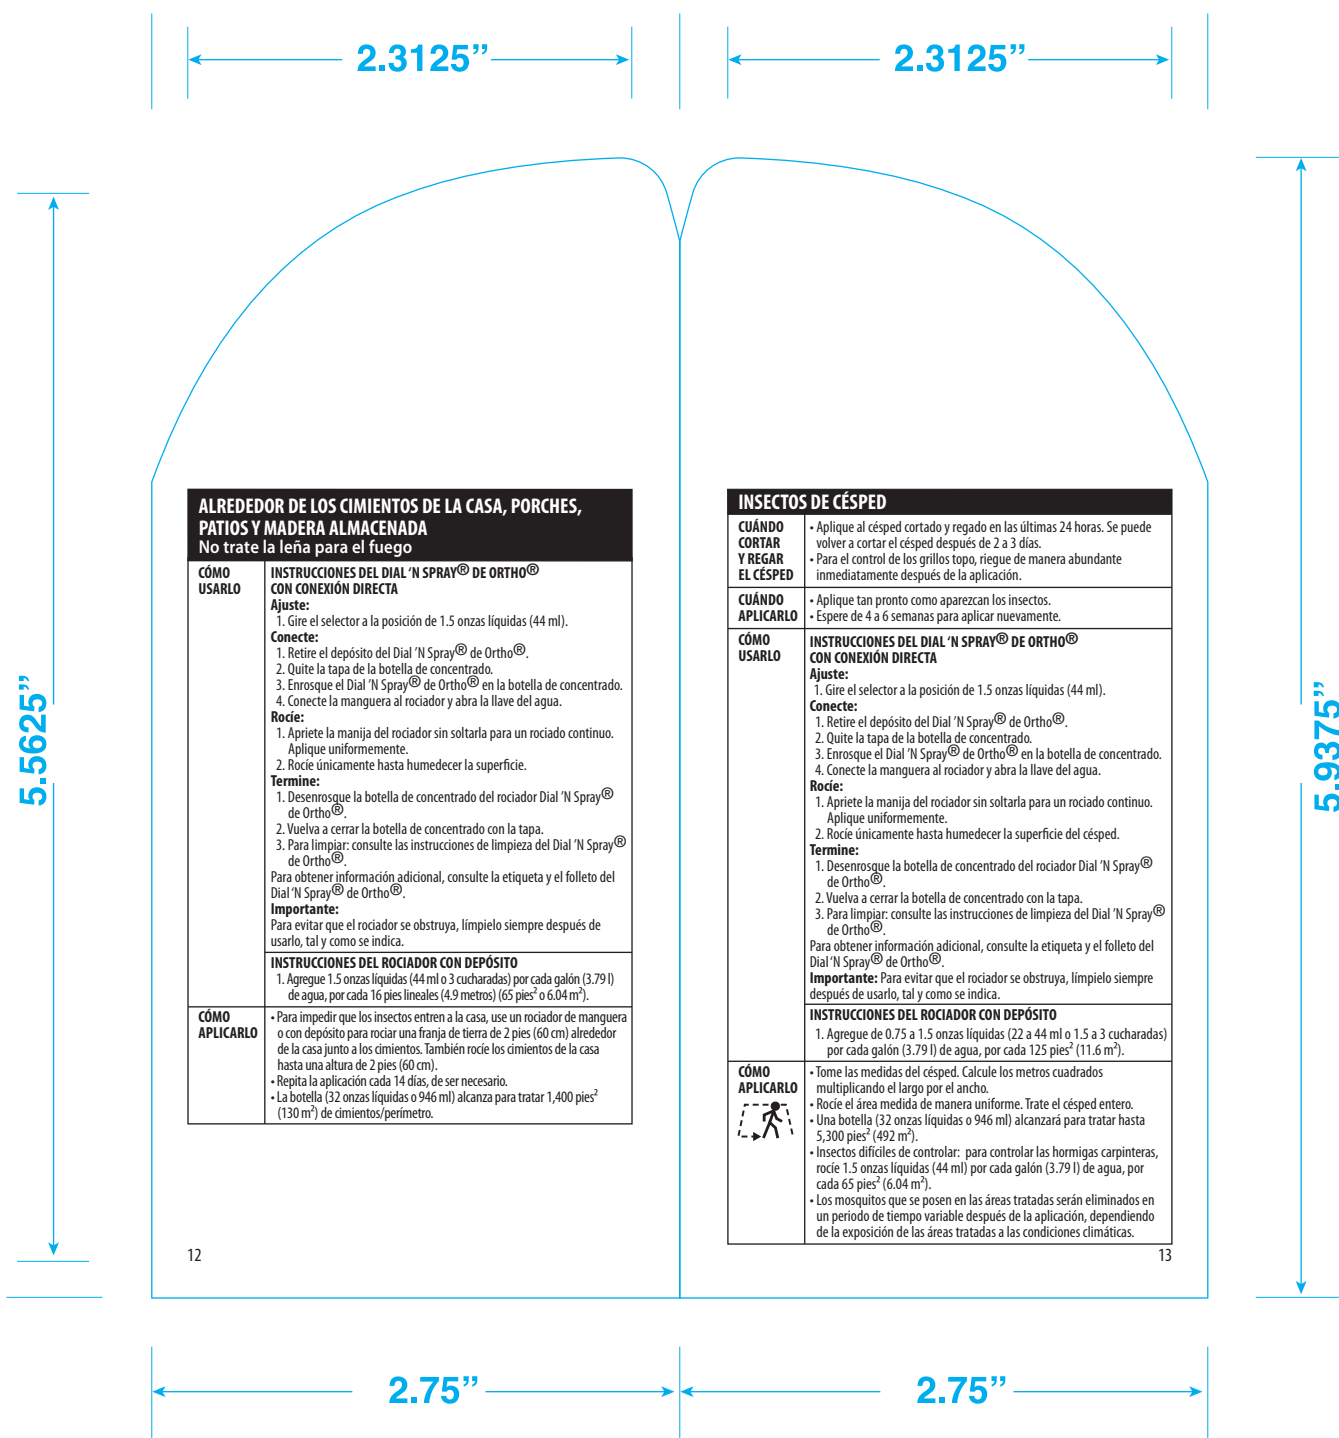 2.3125”
2.3125”
5.5625”
5.9375”
ALREDEDOR DE LOS CIMIENTOS DE LA CASA, PORCHES,
PATIOS Y MADERA ALMACENADA
No trate la leña para el fuego
CÓMO
USARLO
INSTRUCCIONES DEL DIAL ‘N SPRAY® DE ORTHO®
CON CONEXIÓN DIRECTA
Ajuste:
1. Gire el selector a la posición de 1.5 onzas líquidas (44 ml).
Conecte:
1. Retire el depósito del Dial ’N Spray® de Ortho®.
2. Quite la tapa de la botella de concentrado.
3. Enrosque el Dial ’N Spray® de Ortho® en la botella de concentrado.
4. Conecte la manguera al rociador y abra la llave del agua.
Rocíe:
1. Apriete la manija del rociador sin soltarla para un rociado continuo.
Aplique uniformemente.
2. Rocíe únicamente hasta humedecer la superficie.
Termine:
1. Desenrosque la botella de concentrado del rociador Dial ’N Spray®
de Ortho®.
2. Vuelva a cerrar la botella de concentrado con la tapa.
3. Para limpiar: consulte las instrucciones de limpieza del Dial ’N Spray®
de Ortho®.
Para obtener información adicional, consulte la etiqueta y el folleto del
Dial ‘N Spray® de Ortho®.
Importante:
Para evitar que el rociador se obstruya, límpielo siempre después de
usarlo, tal y como se indica.
INSTRUCCIONES DEL ROCIADOR CON DEPÓSITO
1. Agregue 1.5 onzas líquidas (44 ml o 3 cucharadas) por cada galón (3.79 l)
de agua, por cada 16 pies lineales (4.9 metros) (65 pies² o 6.04 m²).
CÓMO
APLICARLO
• Para impedir que los insectos entren a la casa, use un rociador de manguera
o con depósito para rociar una franja de tierra de 2 pies (60 cm) alrededor
de la casa junto a los cimientos. También rocíe los cimientos de la casa
hasta una altura de 2 pies (60 cm).
• Repita la aplicación cada 14 días, de ser necesario.
• La botella (32 onzas líquidas o 946 ml) alcanza para tratar 1,400 pies²
(130 m²) de cimientos/perímetro.
12
INSECTOS DE CÉSPED
CUÁNDO
CORTAR
Y REGAR
EL CÉSPED
• Aplique al césped cortado y regado en las últimas 24 horas. Se puede
volver a cortar el césped después de 2 a 3 días.
• Para el control de los grillos topo, riegue de manera abundante
inmediatamente después de la aplicación.
CUÁNDO
APLICARLO
• Aplique tan pronto como aparezcan los insectos.
• Espere de 4 a 6 semanas para aplicar nuevamente.
CÓMO
USARLO
INSTRUCCIONES DEL DIAL ‘N SPRAY® DE ORTHO®
CON CONEXIÓN DIRECTA
Ajuste:
1. Gire el selector a la posición de 1.5 onzas líquidas (44 ml).
Conecte:
1. Retire el depósito del Dial ’N Spray® de Ortho®.
2. Quite la tapa de la botella de concentrado.
3. Enrosque el Dial ’N Spray® de Ortho® en la botella de concentrado.
4. Conecte la manguera al rociador y abra la llave del agua.
Rocíe:
1. Apriete la manija del rociador sin soltarla para un rociado continuo.
Aplique uniformemente.
2. Rocíe únicamente hasta humedecer la superficie del césped.
Termine:
1. Desenrosque la botella de concentrado del rociador Dial ’N Spray®
de Ortho®.
2. Vuelva a cerrar la botella de concentrado con la tapa.
3. Para limpiar: consulte las instrucciones de limpieza del Dial ’N Spray®
de Ortho®.
Para obtener información adicional, consulte la etiqueta y el folleto del
Dial ‘N Spray® de Ortho®.
Importante: Para evitar que el rociador se obstruya, límpielo siempre
después de usarlo, tal y como se indica.
INSTRUCCIONES DEL ROCIADOR CON DEPÓSITO
1. Agregue de 0.75 a 1.5 onzas líquidas (22 a 44 ml o 1.5 a 3 cucharadas)
por cada galón (3.79 l) de agua, por cada 125 pies² (11.6 m²).
CÓMO
APLICARLO
• Tome las medidas del césped. Calcule los metros cuadrados
multiplicando el largo por el ancho.
• Rocíe el área medida de manera uniforme. Trate el césped entero.
• Una botella (32 onzas líquidas o 946 ml) alcanzará para tratar hasta
5,300 pies² (492 m²).
• Insectos difíciles de controlar: para controlar las hormigas carpinteras,
rocíe 1.5 onzas líquidas (44 ml) por cada galón (3.79 l) de agua, por
cada 65 pies² (6.04 m²).
• Los mosquitos que se posen en las áreas tratadas serán eliminados en
un periodo de tiempo variable después de la aplicación, dependiendo
de la exposición de las áreas tratadas a las condiciones climáticas.
13
2.75”
2.75”